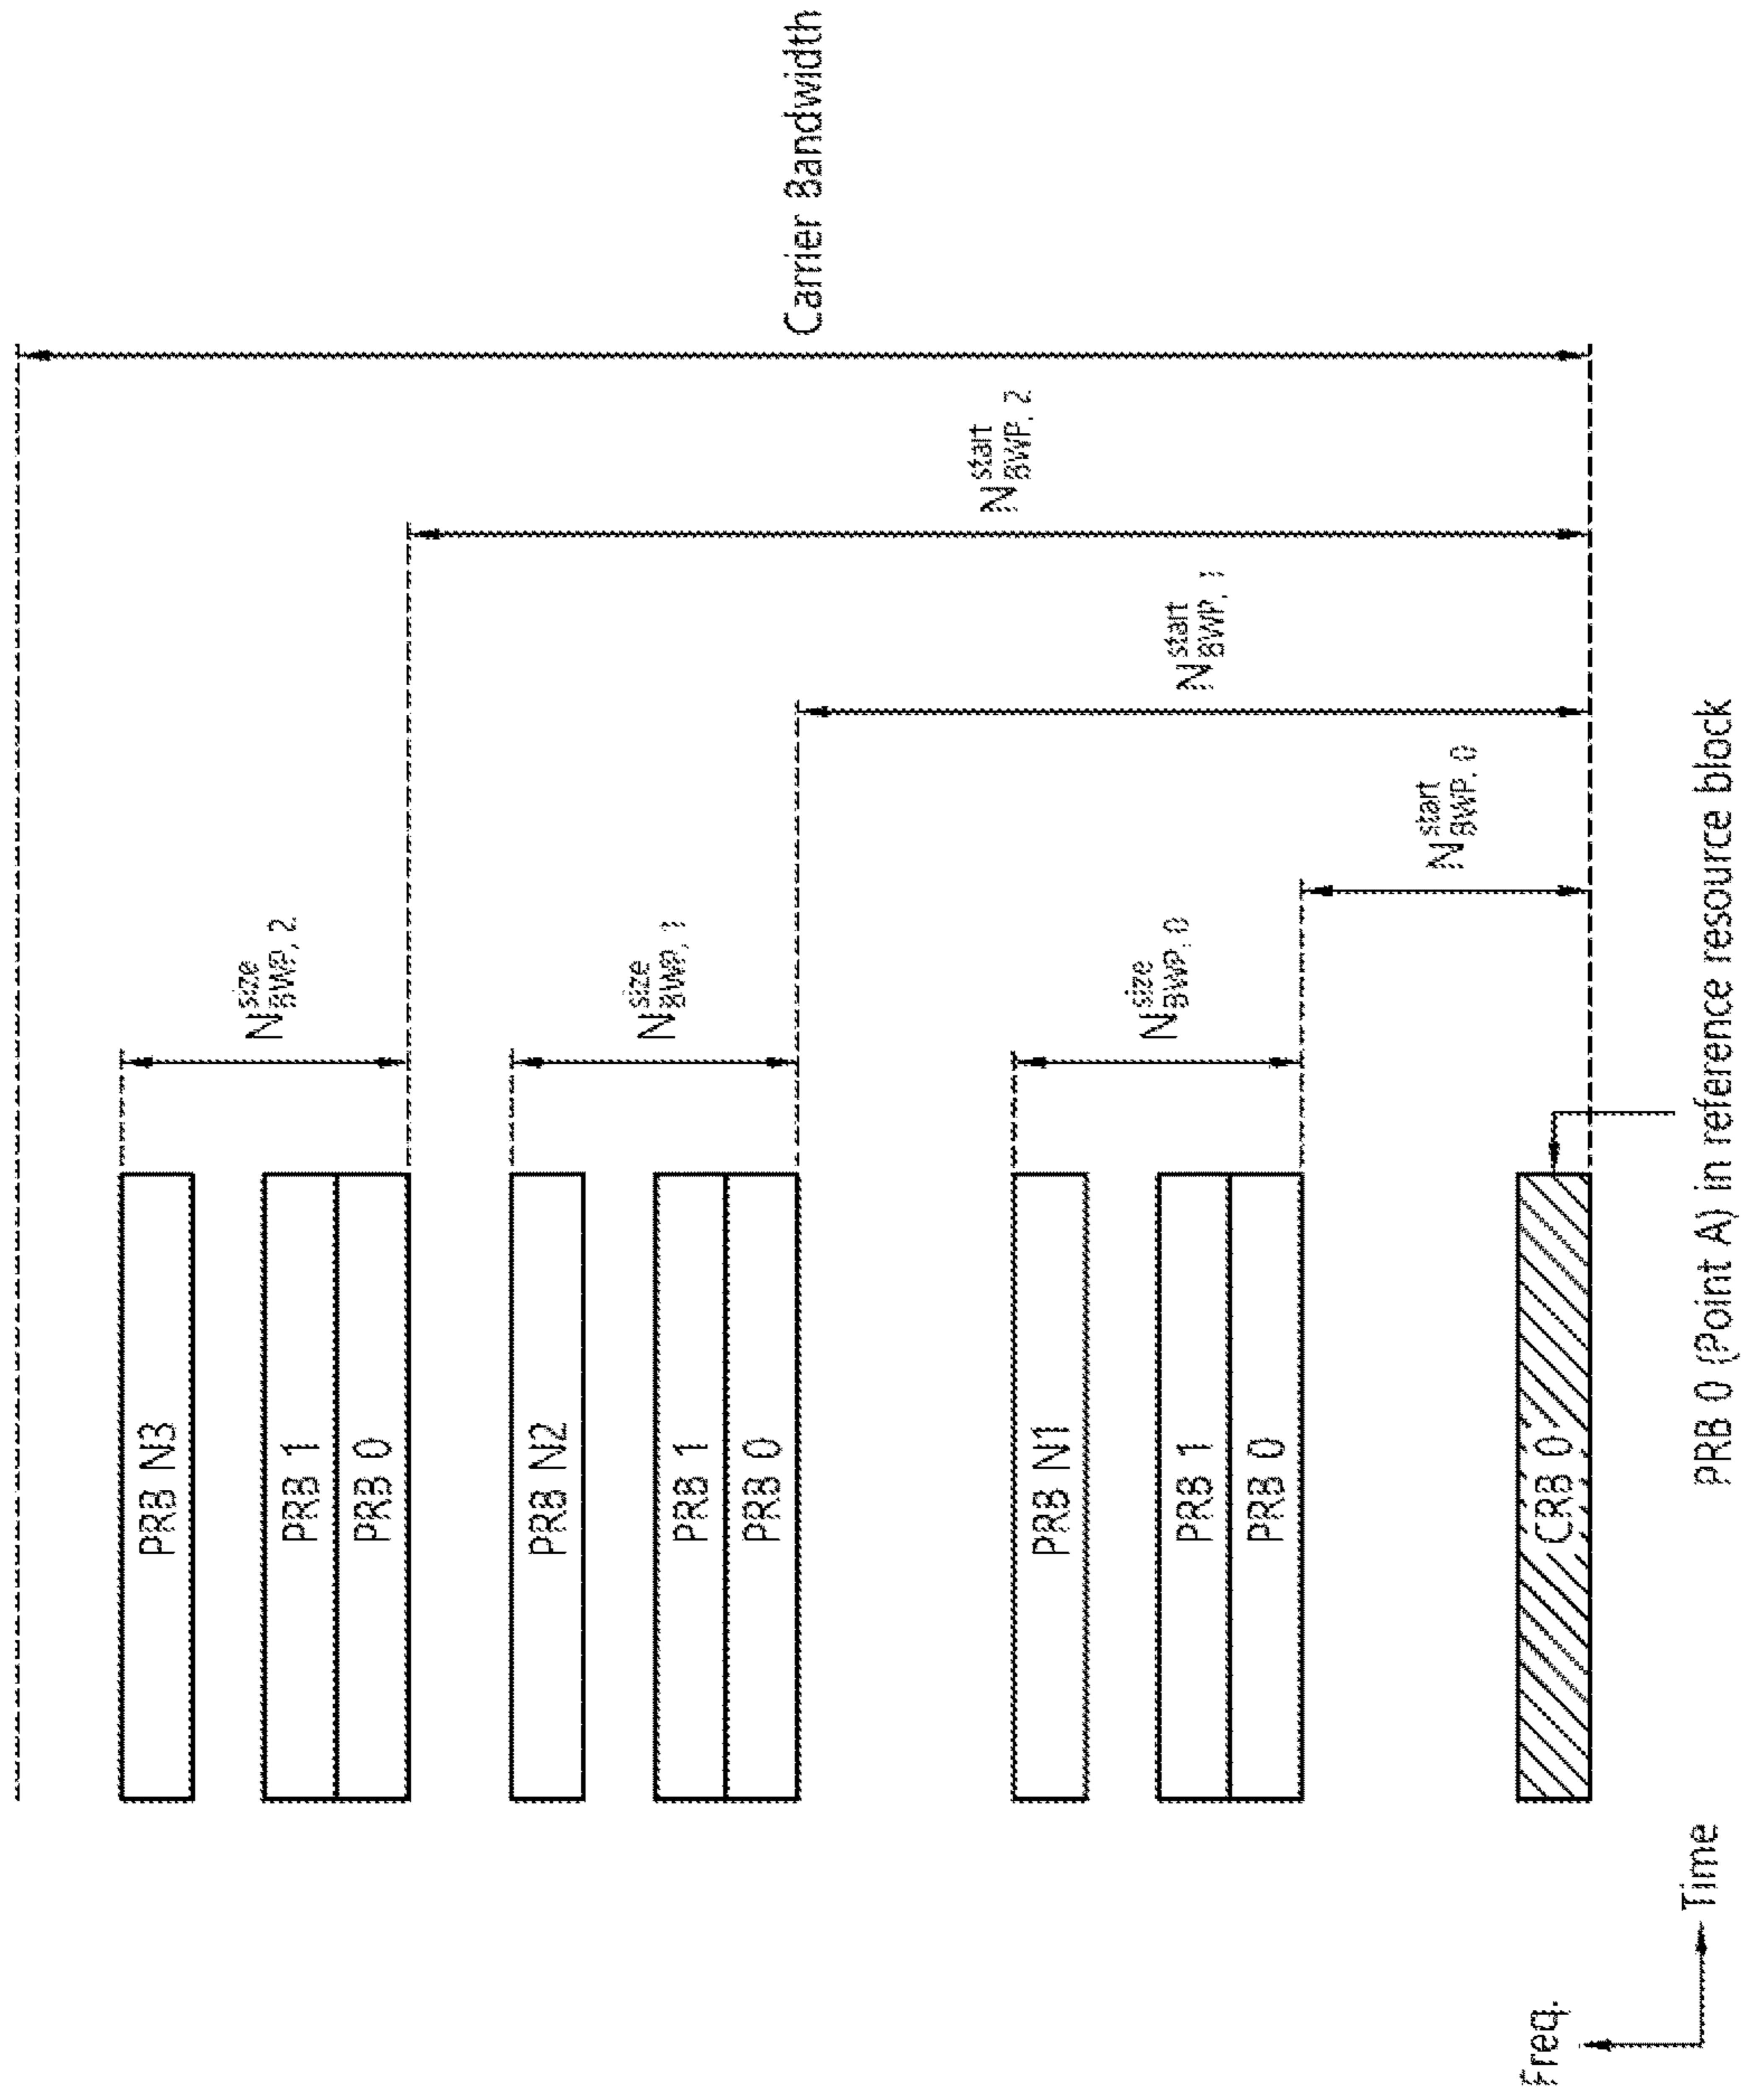 Carrier Bandwidth
N^start_BWP, 2
N^start_BWP, 1
N^start_BWP, 0
N^size_BWP, 2
N^size_BWP, 1
N^size_BWP, 0
PRB N3
PRB 1
PRB 0
PRB N2
PRB 1
PRB 0
PRB N1
PRB 1
PRB 0
CRB 0
PRB 0 (Point A) in reference resource block
Freq.
Time